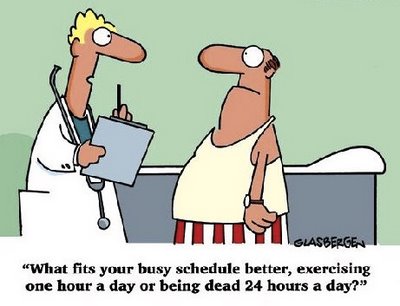 GLASBERGEN
“What fits your busy schedule better, exercising
one hour a day or being dead 24 hours a day?”